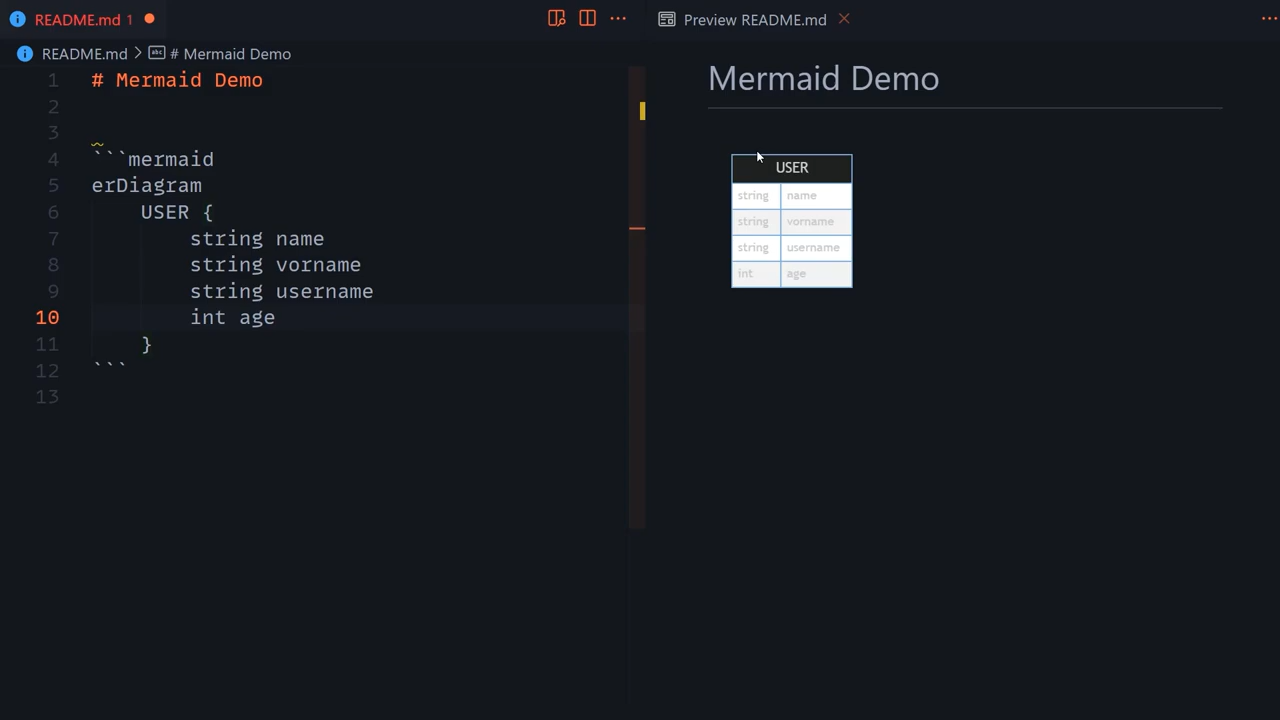 README.md 1
README.md > # Mermaid Demo
1 # Mermaid Demo
2
3
4 ```mermaid
5 erDiagram
6 USER {
7 string name
8 string vorname
9 string username
10 int age
11 }
12 ```
13
Preview README.md
Mermaid Demo
USER
string name
string vorname
string username
int age